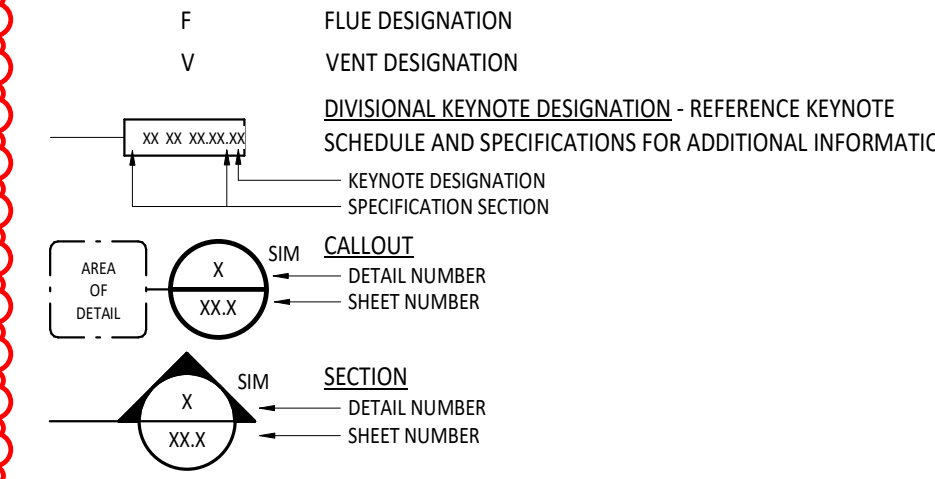 F FLUE DESIGNATION
V VENT DESIGNATION
DIVISIONAL KEYNOTE DESIGNATION - REFERENCE KEYNOTE
XX XX XX.XX.XX SCHEDULE AND SPECIFICATIONS FOR ADDITIONAL INFORMATIO
KEYNOTE DESIGNATION
SPECIFICATION SECTION
SIM CALLOUT
AREA
OF
DETAIL
X DETAIL NUMBER
XX.X SHEET NUMBER
SIM SECTION
X DETAIL NUMBER
XX.X SHEET NUMBER